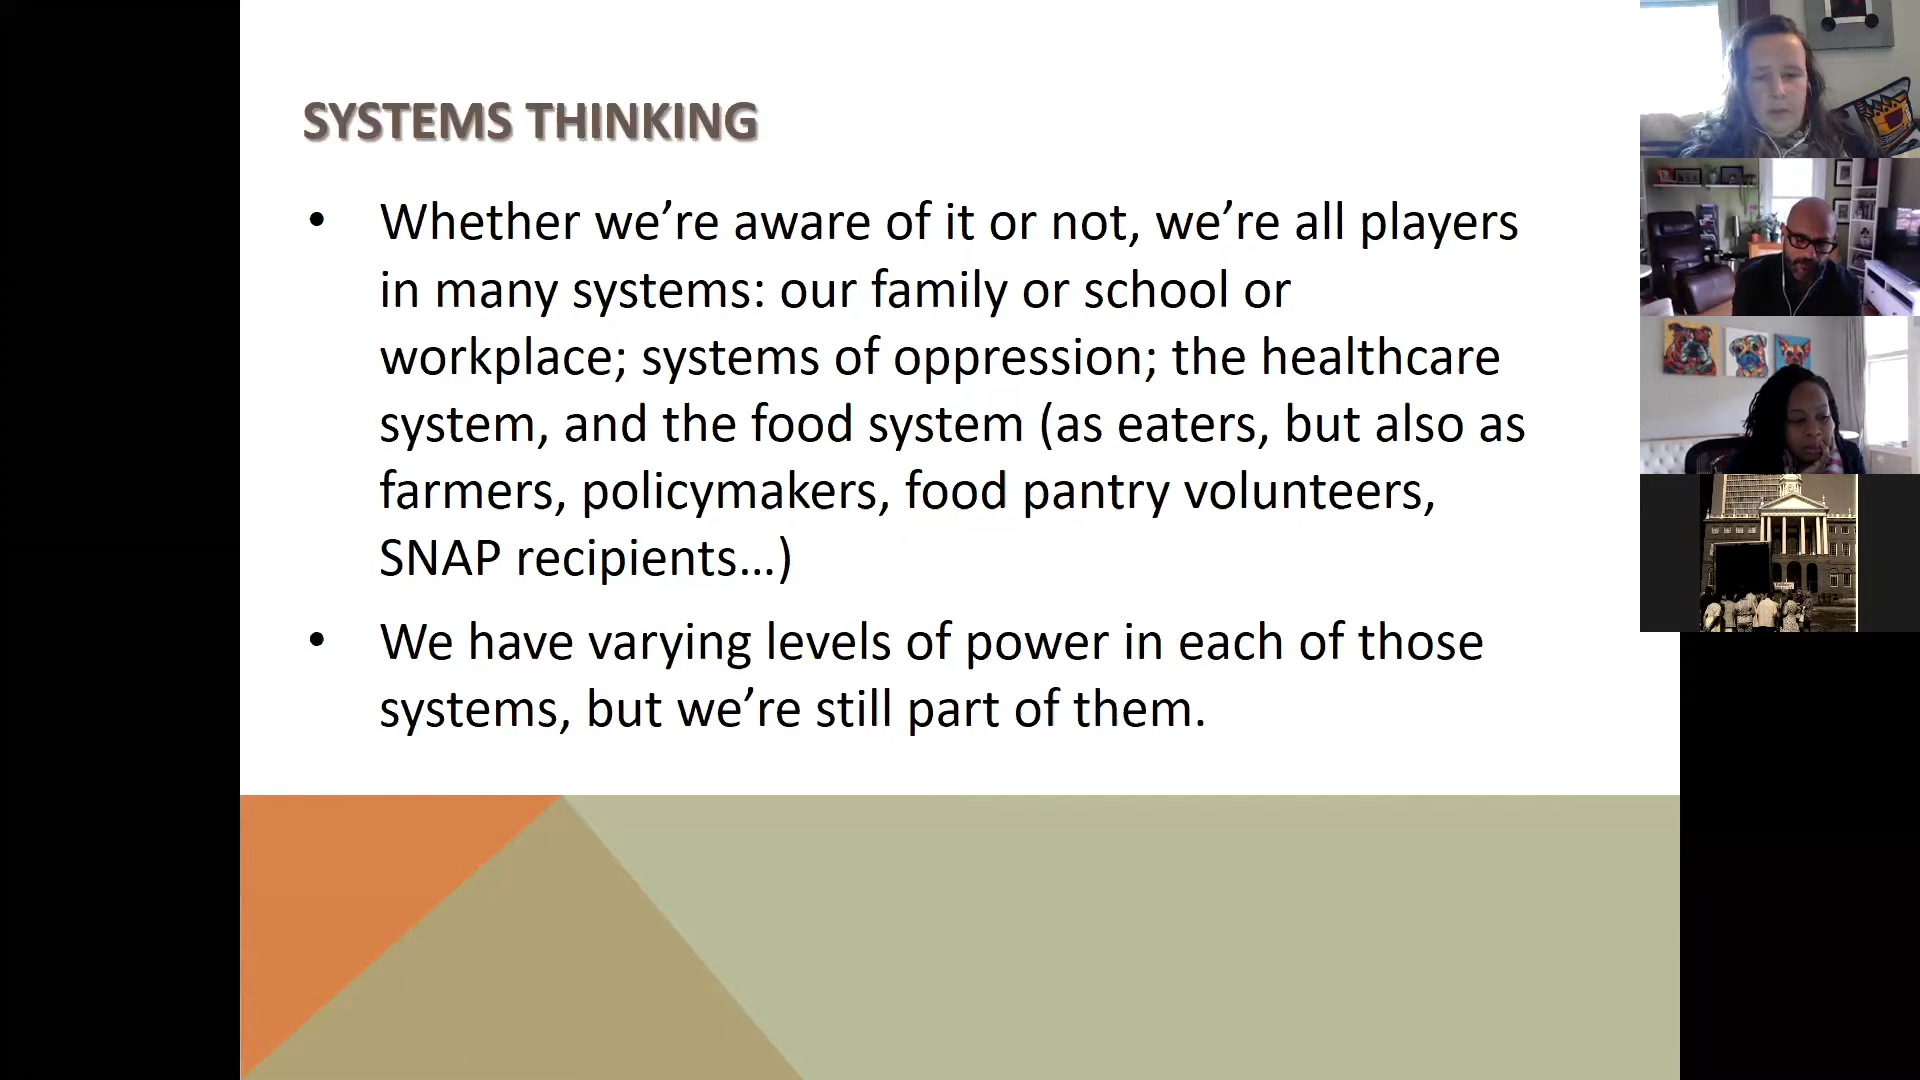 SYSTEMS THINKING
• Whether we’re aware of it or not, we’re all players
in many systems: our family or school or
workplace; systems of oppression; the healthcare
system, and the food system (as eaters, but also as
farmers, policymakers, food pantry volunteers,
SNAP recipients…)
• We have varying levels of power in each of those
systems, but we’re still part of them.